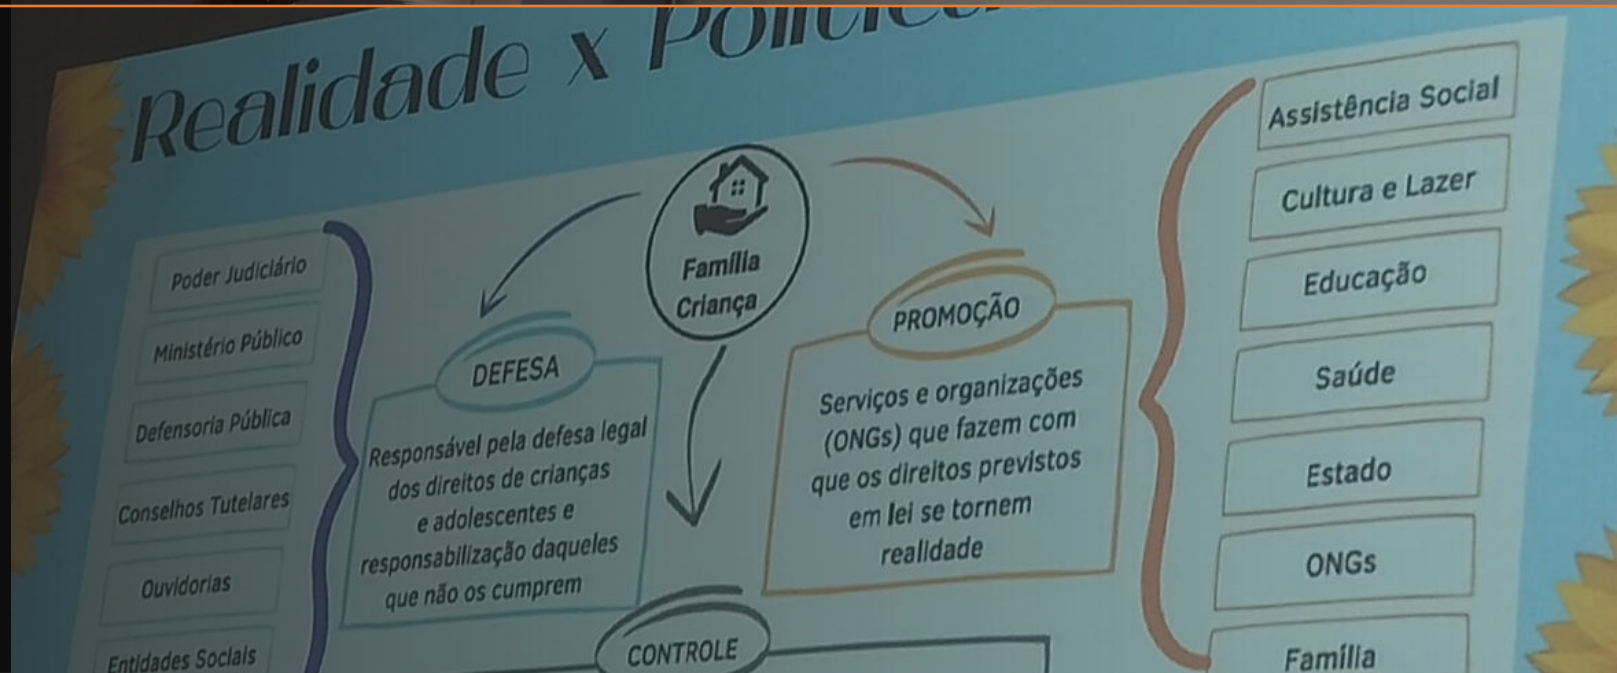 Realidade x
Família
Criança
Poder Judiciário
Ministério Público
Defensoria Pública
Conselhos Tutelares
Ouvidorias
Entidades Sociais
DEFESA
Responsável pela defesa legal
dos direitos de crianças
e adolescentes e
responsabilização daqueles
que não os cumprem
PROMOÇÃO
Serviços e organizações
(ONGs) que fazem com
que os direitos previstos
em lei se tornem
realidade
Assistência Social
Cultura e Lazer
Educação
Saúde
Estado
ONGs
Família
CONTROLE